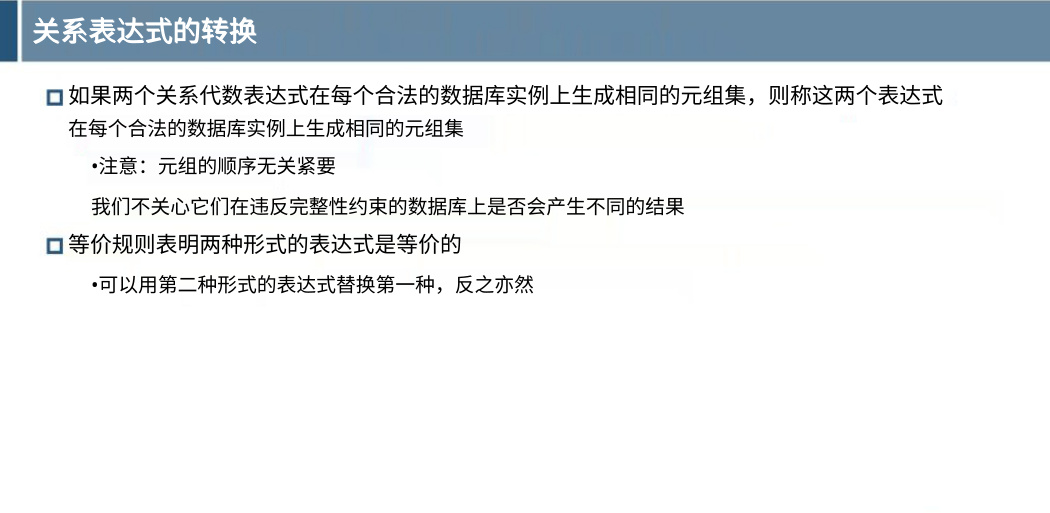 关系表达式的转换
如果两个关系代数表达式在每个合法的数据库实例上生成相同的元组集，则称这两个表达式
在每个合法的数据库实例上生成相同的元组集
•注意：元组的顺序无关紧要
我们不关心它们在违反完整性约束的数据库上是否会产生不同的结果
等价规则表明两种形式的表达式是等价的
•可以用第二种形式的表达式替换第一种，反之亦然